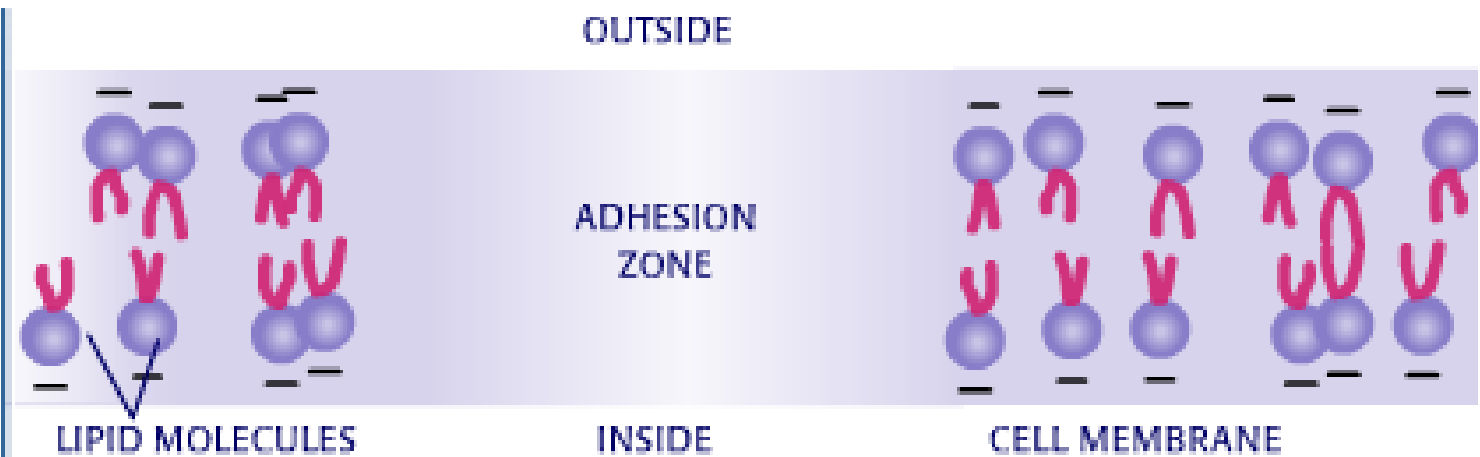 OUTSIDE
ADHESION
ZONE
LIPID MOLECULES
INSIDE
CELL MEMBRANE